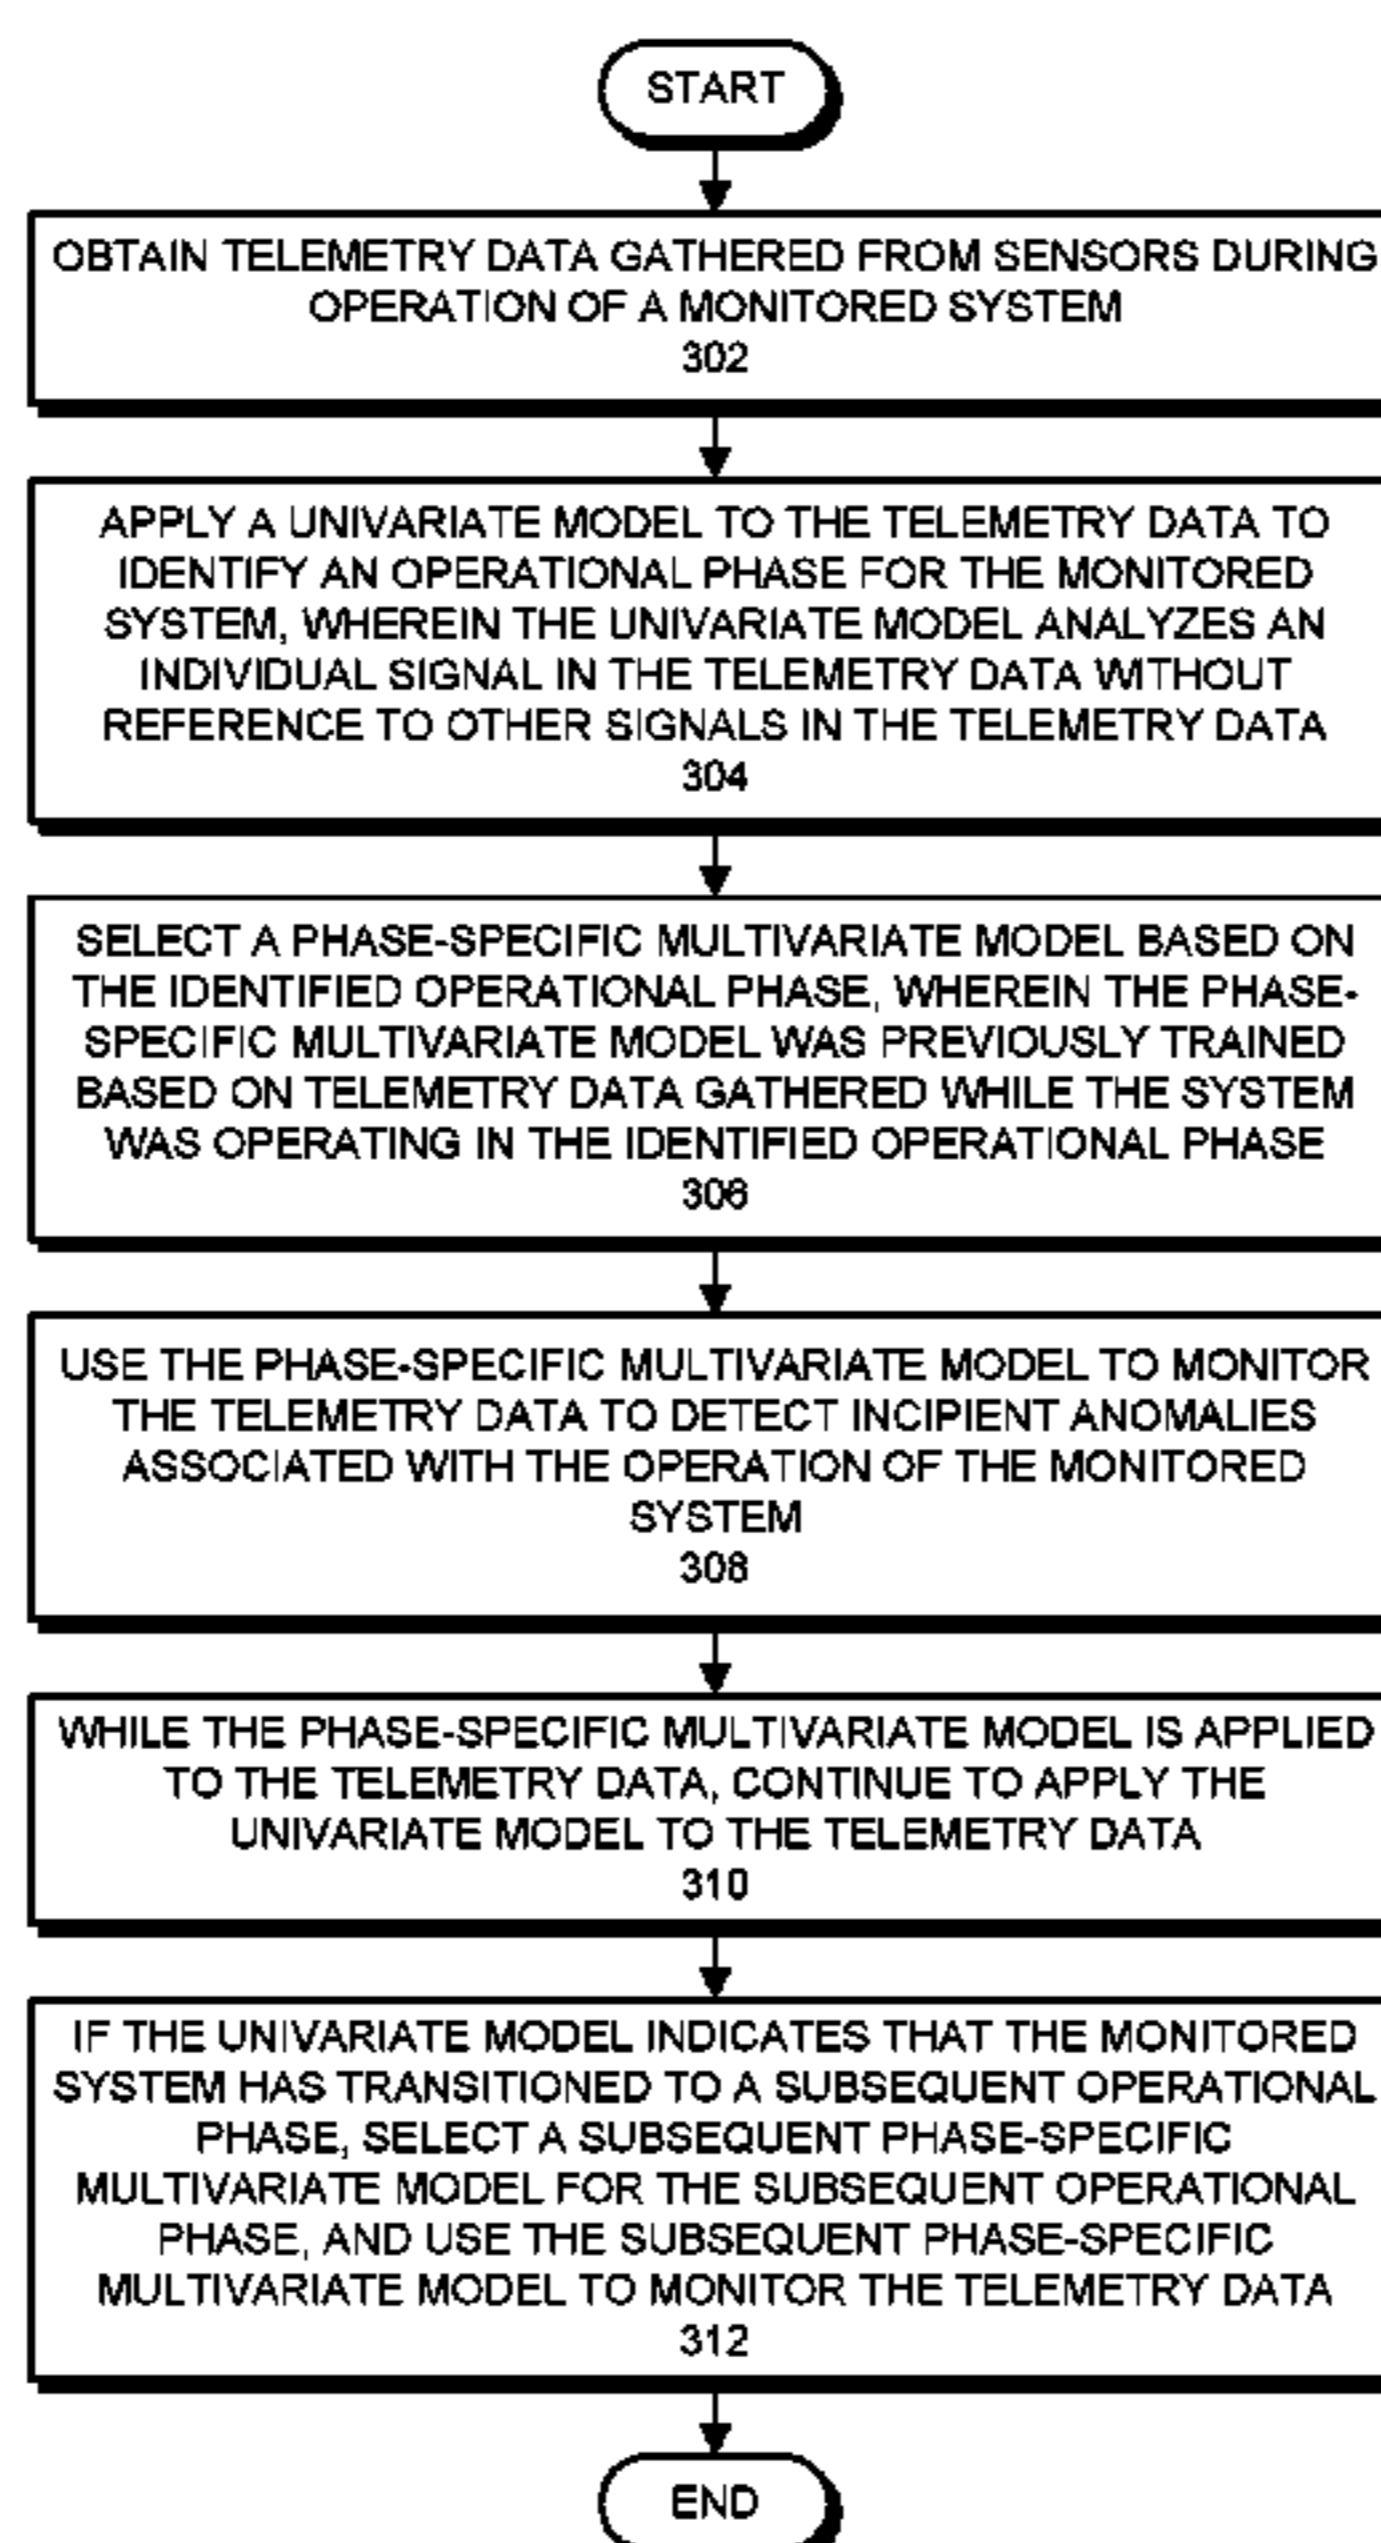 START
OBTAIN TELEMETRY DATA GATHERED FROM SENSORS DURING
OPERATION OF A MONITORED SYSTEM
302
APPLY A UNIVARIATE MODEL TO THE TELEMETRY DATA TO
IDENTIFY AN OPERATIONAL PHASE FOR THE MONITORED
SYSTEM, WHEREIN THE UNIVARIATE MODEL ANALYZES AN
INDIVIDUAL SIGNAL IN THE TELEMETRY DATA WITHOUT
REFERENCE TO OTHER SIGNALS IN THE TELEMETRY DATA
304
SELECT A PHASE-SPECIFIC MULTIVARIATE MODEL BASED ON
THE IDENTIFIED OPERATIONAL PHASE, WHEREIN THE PHASE-
SPECIFIC MULTIVARIATE MODEL WAS PREVIOUSLY TRAINED
BASED ON TELEMETRY DATA GATHERED WHILE THE SYSTEM
WAS OPERATING IN THE IDENTIFIED OPERATIONAL PHASE
306
USE THE PHASE-SPECIFIC MULTIVARIATE MODEL TO MONITOR
THE TELEMETRY DATA TO DETECT INCIPIENT ANOMALIES
ASSOCIATED WITH THE OPERATION OF THE MONITORED
SYSTEM
308
WHILE THE PHASE-SPECIFIC MULTIVARIATE MODEL IS APPLIED
TO THE TELEMETRY DATA, CONTINUE TO APPLY THE
UNIVARIATE MODEL TO THE TELEMETRY DATA
310
IF THE UNIVARIATE MODEL INDICATES THAT THE MONITORED
SYSTEM HAS TRANSITIONED TO A SUBSEQUENT OPERATIONAL
PHASE, SELECT A SUBSEQUENT PHASE-SPECIFIC
MULTIVARIATE MODEL FOR THE SUBSEQUENT OPERATIONAL
PHASE, AND USE THE SUBSEQUENT PHASE-SPECIFIC
MULTIVARIATE MODEL TO MONITOR THE TELEMETRY DATA
312
END